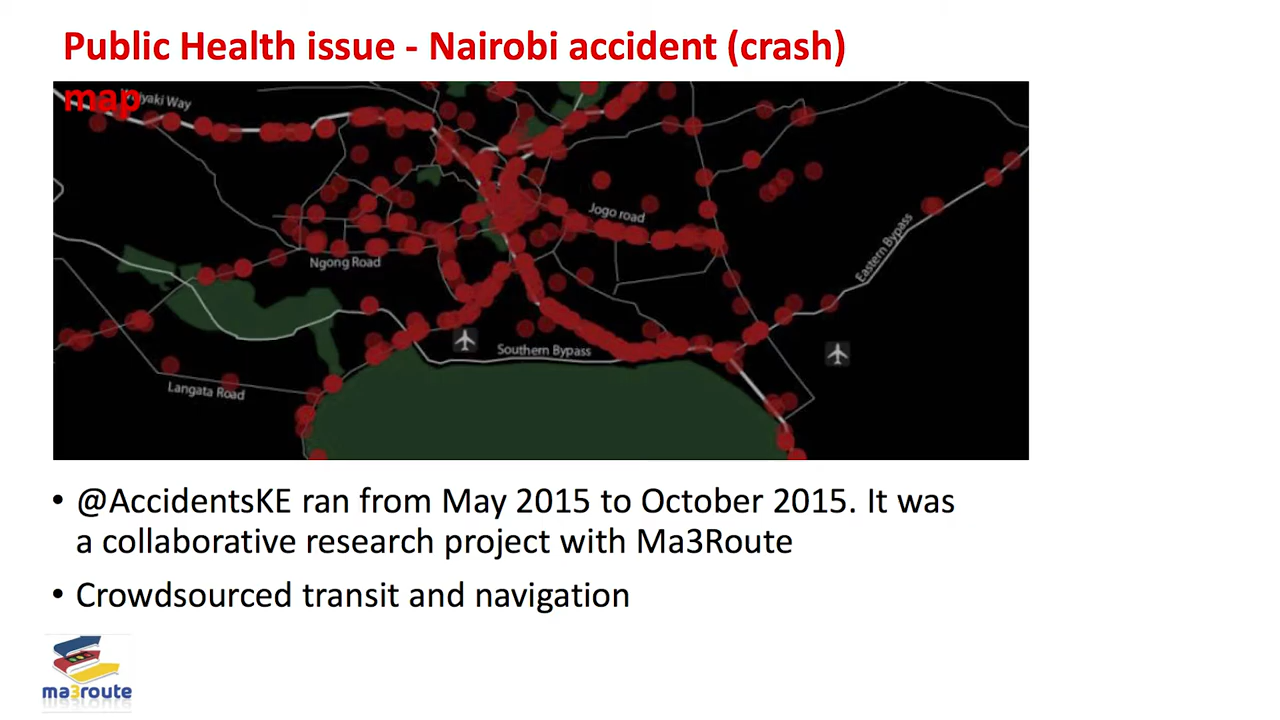 Public Health issue - Nairobi accident (crash)
map
Way
Jogo road
Ngong Road
Eastern Bypass
Southern Bypass
Langata Road
• @AccidentsKE ran from May 2015 to October 2015. It was
a collaborative research project with Ma3Route
• Crowdsourced transit and navigation
ma3route